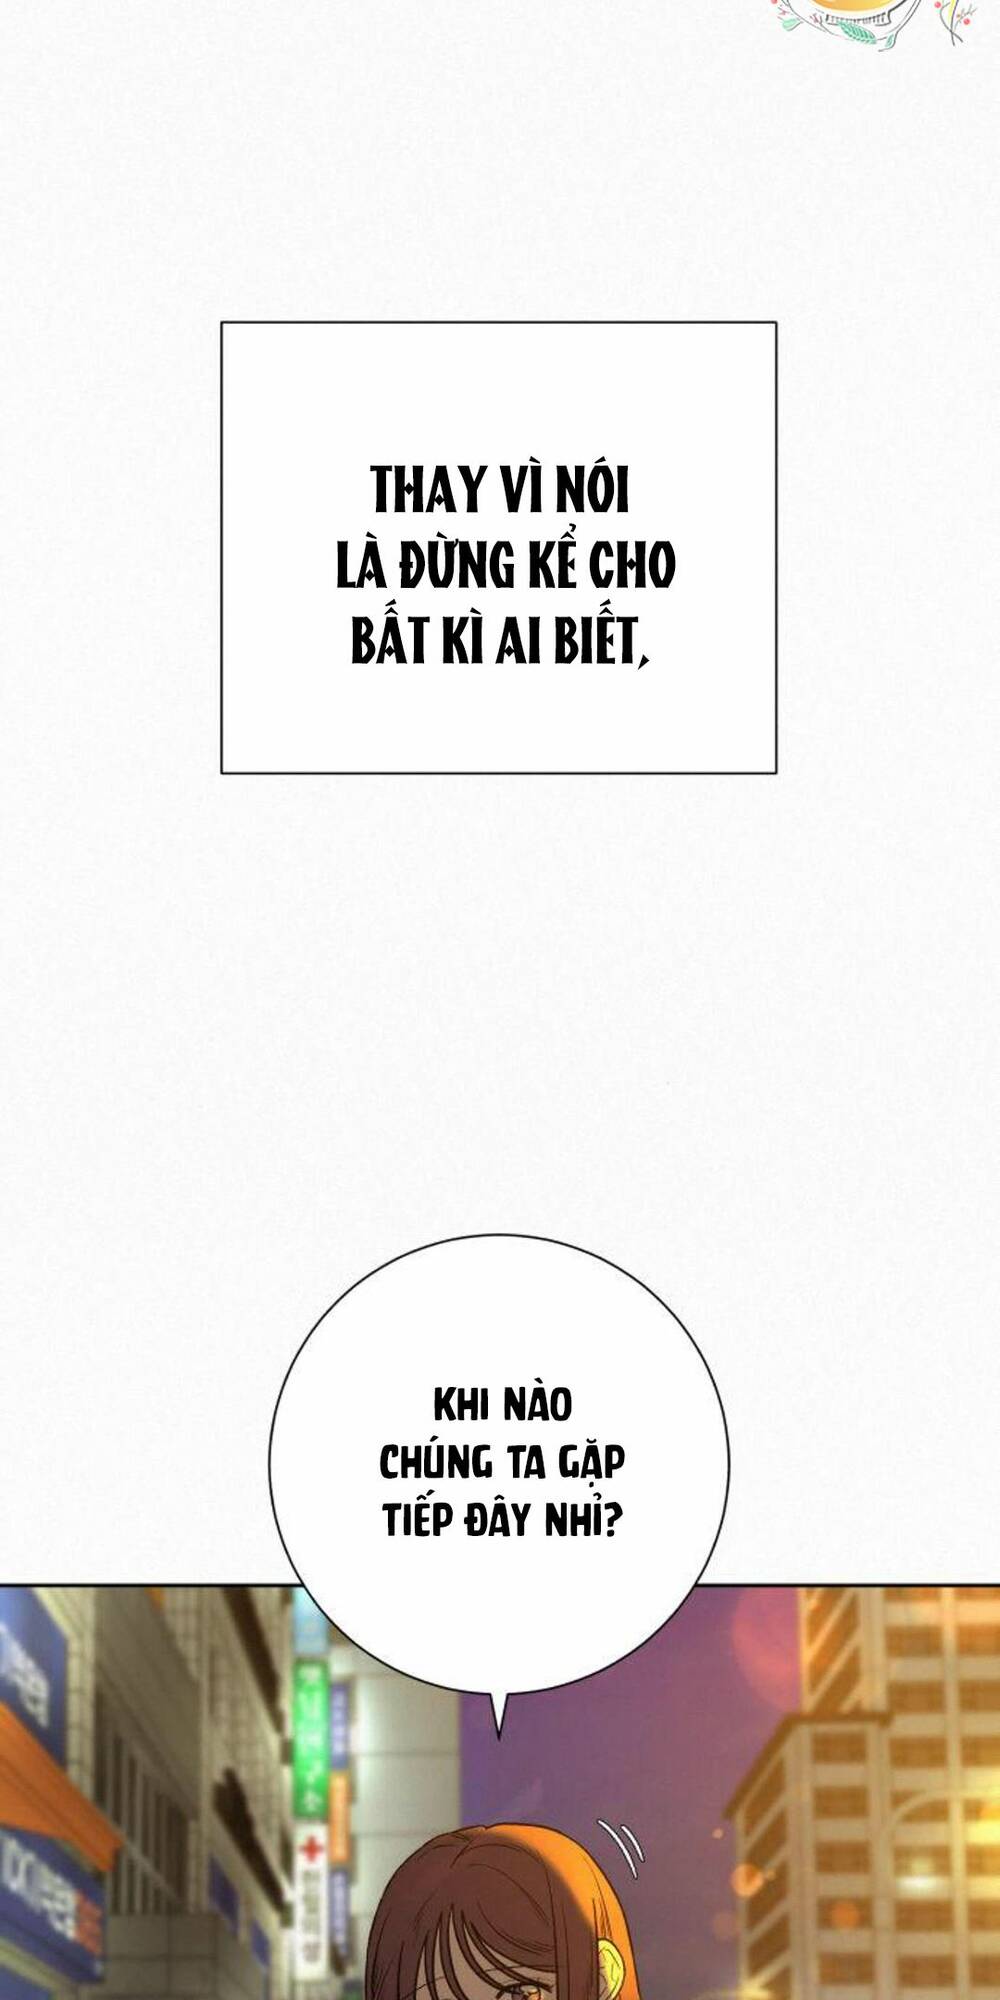 THAY VÌ NÓI
LÀ ĐỪNG KỂ CHO
BẤT KÌ AI BIẾT,
KHI NÀO
CHÚNG TA GẶP
TIẾP ĐÂY NHỈ?